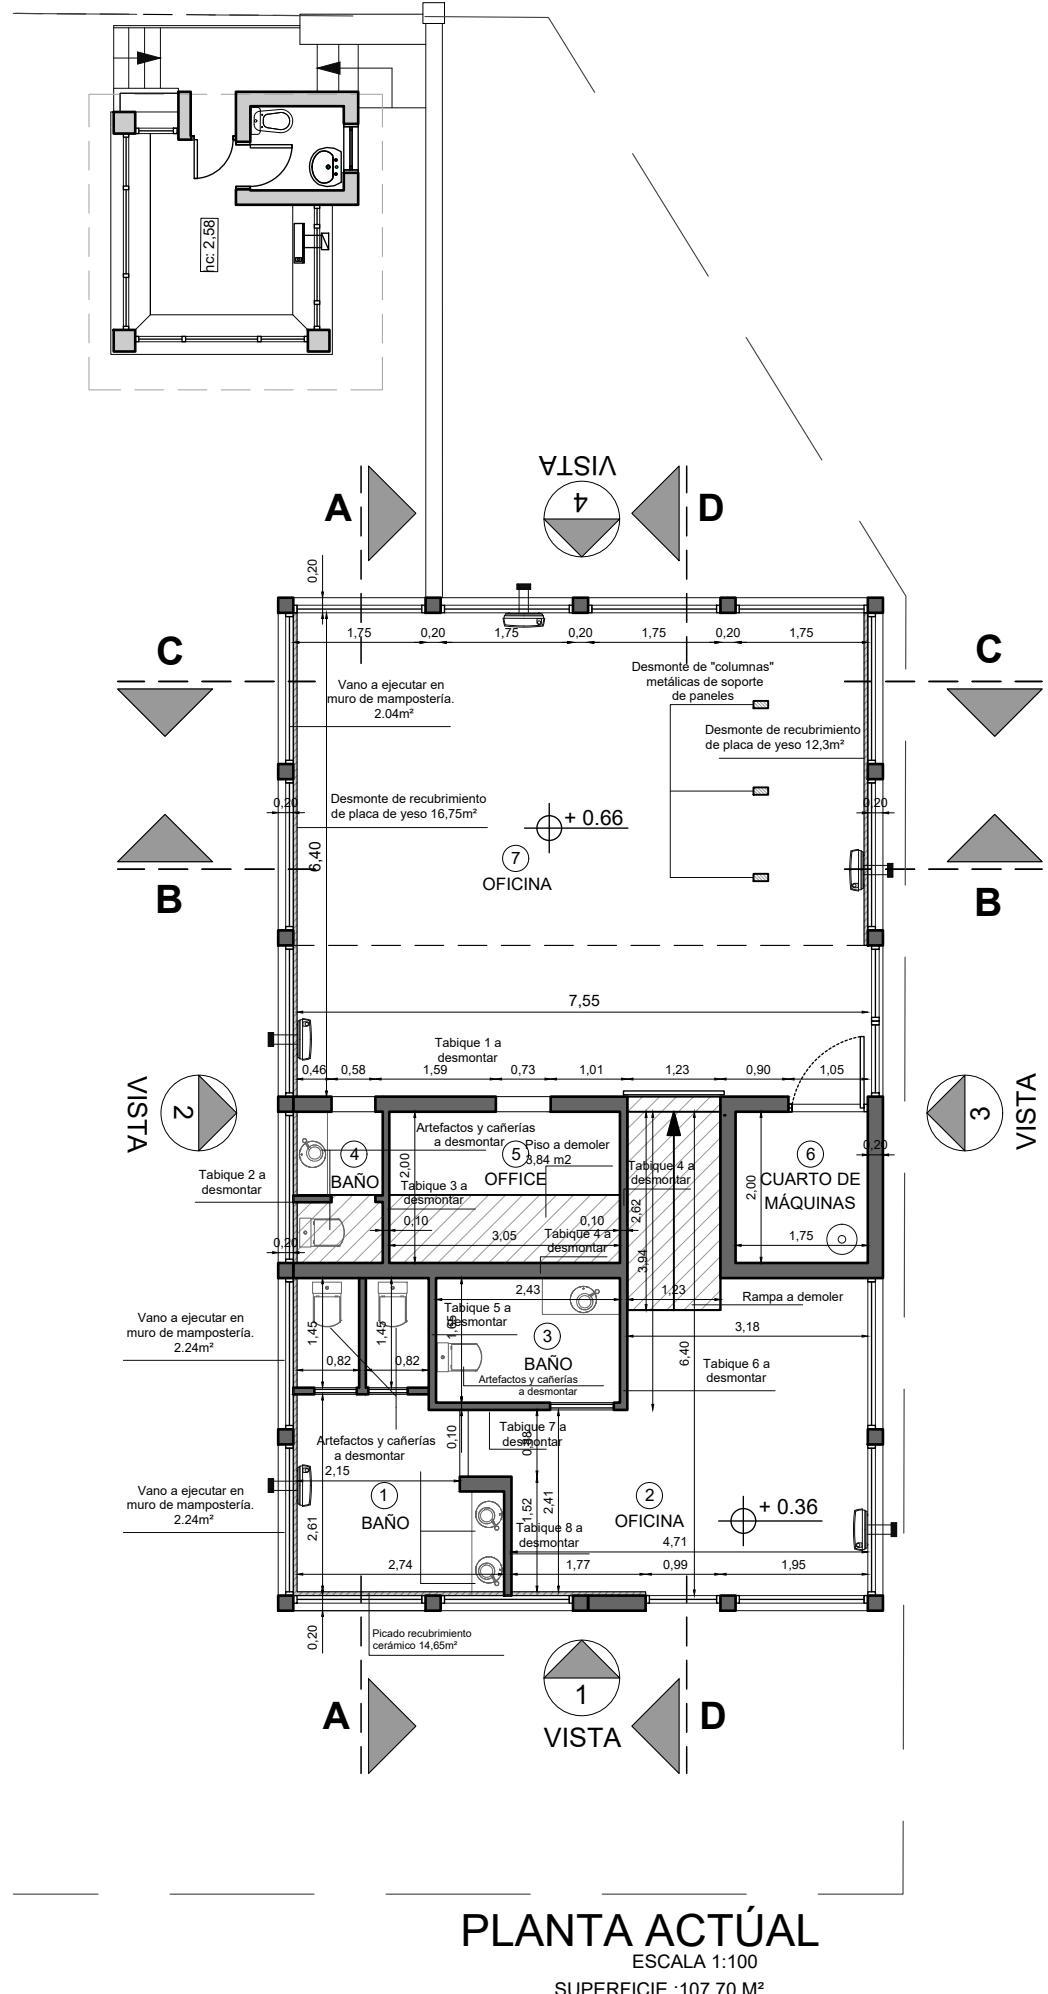 hc: 2,58
VISTA
4
A
D
0,20
1,75
0,20
1,75
0,20
1,75
0,20
1,75
C
C
Desmonte de "columnas"
metálicas de soporte
de paneles
Vano a ejecutar en
muro de mampostería.
2.04m²
Desmonte de recubrimiento
de placa de yeso 12,3m²
Desmonte de recubrimiento
de placa de yeso 16,75m²
0,20
0,20
+ 0.66
6,40
7
OFICINA
B
B
7,55
Tabique 1 a
desmontar
0,46
0,58
1,59
0,73
1,01
1,23
0,90
1,05
VISTA
2
3
VISTA
Artefactos y cañerías
a desmontar
Piso a demoler
3,84 m2
4
BAÑO
2,00
5
OFFICE
6
CUARTO DE
MÁQUINAS
0,20
2,00
1,75
Tabique 2 a
desmontar
Tabique 3 a
desmontar
Tabique 4 a
desmontar
0,10
3,05
0,10
2,62
Tabique 4 a
desmontar
3,94
0,20
2,43
1,23
Rampa a demoler
Vano a ejecutar en
muro de mampostería.
2.24m²
1,45
1,45
Tabique 5 a
desmontar
1,65
3
BAÑO
3,18
6,40
0,82
0,82
Artefactos y cañerías
a desmontar
Tabique 6 a
desmontar
Artefactos y cañerías
a desmontar
0,10
Tabique 7 a
desmontar
0,88
2,15
Vano a ejecutar en
muro de mampostería.
2.24m²
1
BAÑO
2,61
1,52
2,41
2
OFICINA
+ 0.36
Tabique 8 a
desmontar
4,71
2,74
1,77
0,99
1,95
0,20
Picado recubrimiento
cerámico 14,65m²
A
1
VISTA
D
PLANTA ACTÚAL
ESCALA 1:100
SUPERFICIE :107,70 M²